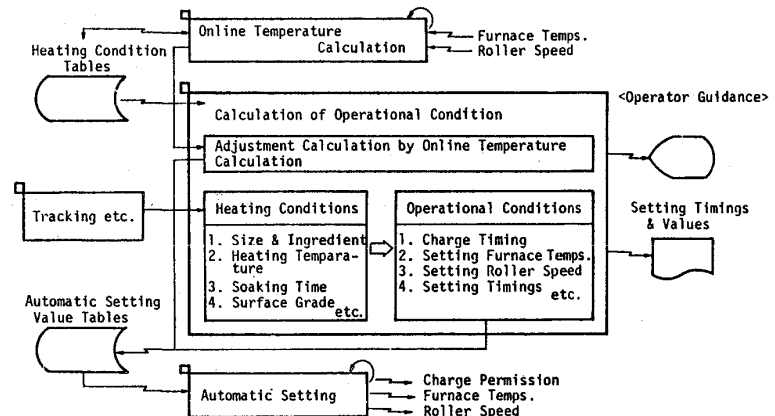 Online Temperature
Calculation
Furnace Temps.
Roller Speed
Heating Condition
Tables
Calculation of Operational Condition
<Operator Guidance>
Adjustment Calculation by Online Temperature
Calculation
Tracking etc.
Heating Conditions
1. Size & Ingredient
2. Heating Tempara-
ture
3. Soaking Time
4. Surface Grade
etc.
Operational Conditions
1. Charge Timing
2. Setting Furnace Temps.
3. Setting Roller Speed
4. Setting Timings
etc.
Setting Timings
& Values
Automatic Setting
Value Tables
Automatic Setting
Charge Permission
Furnace Temps.
Roller Speed